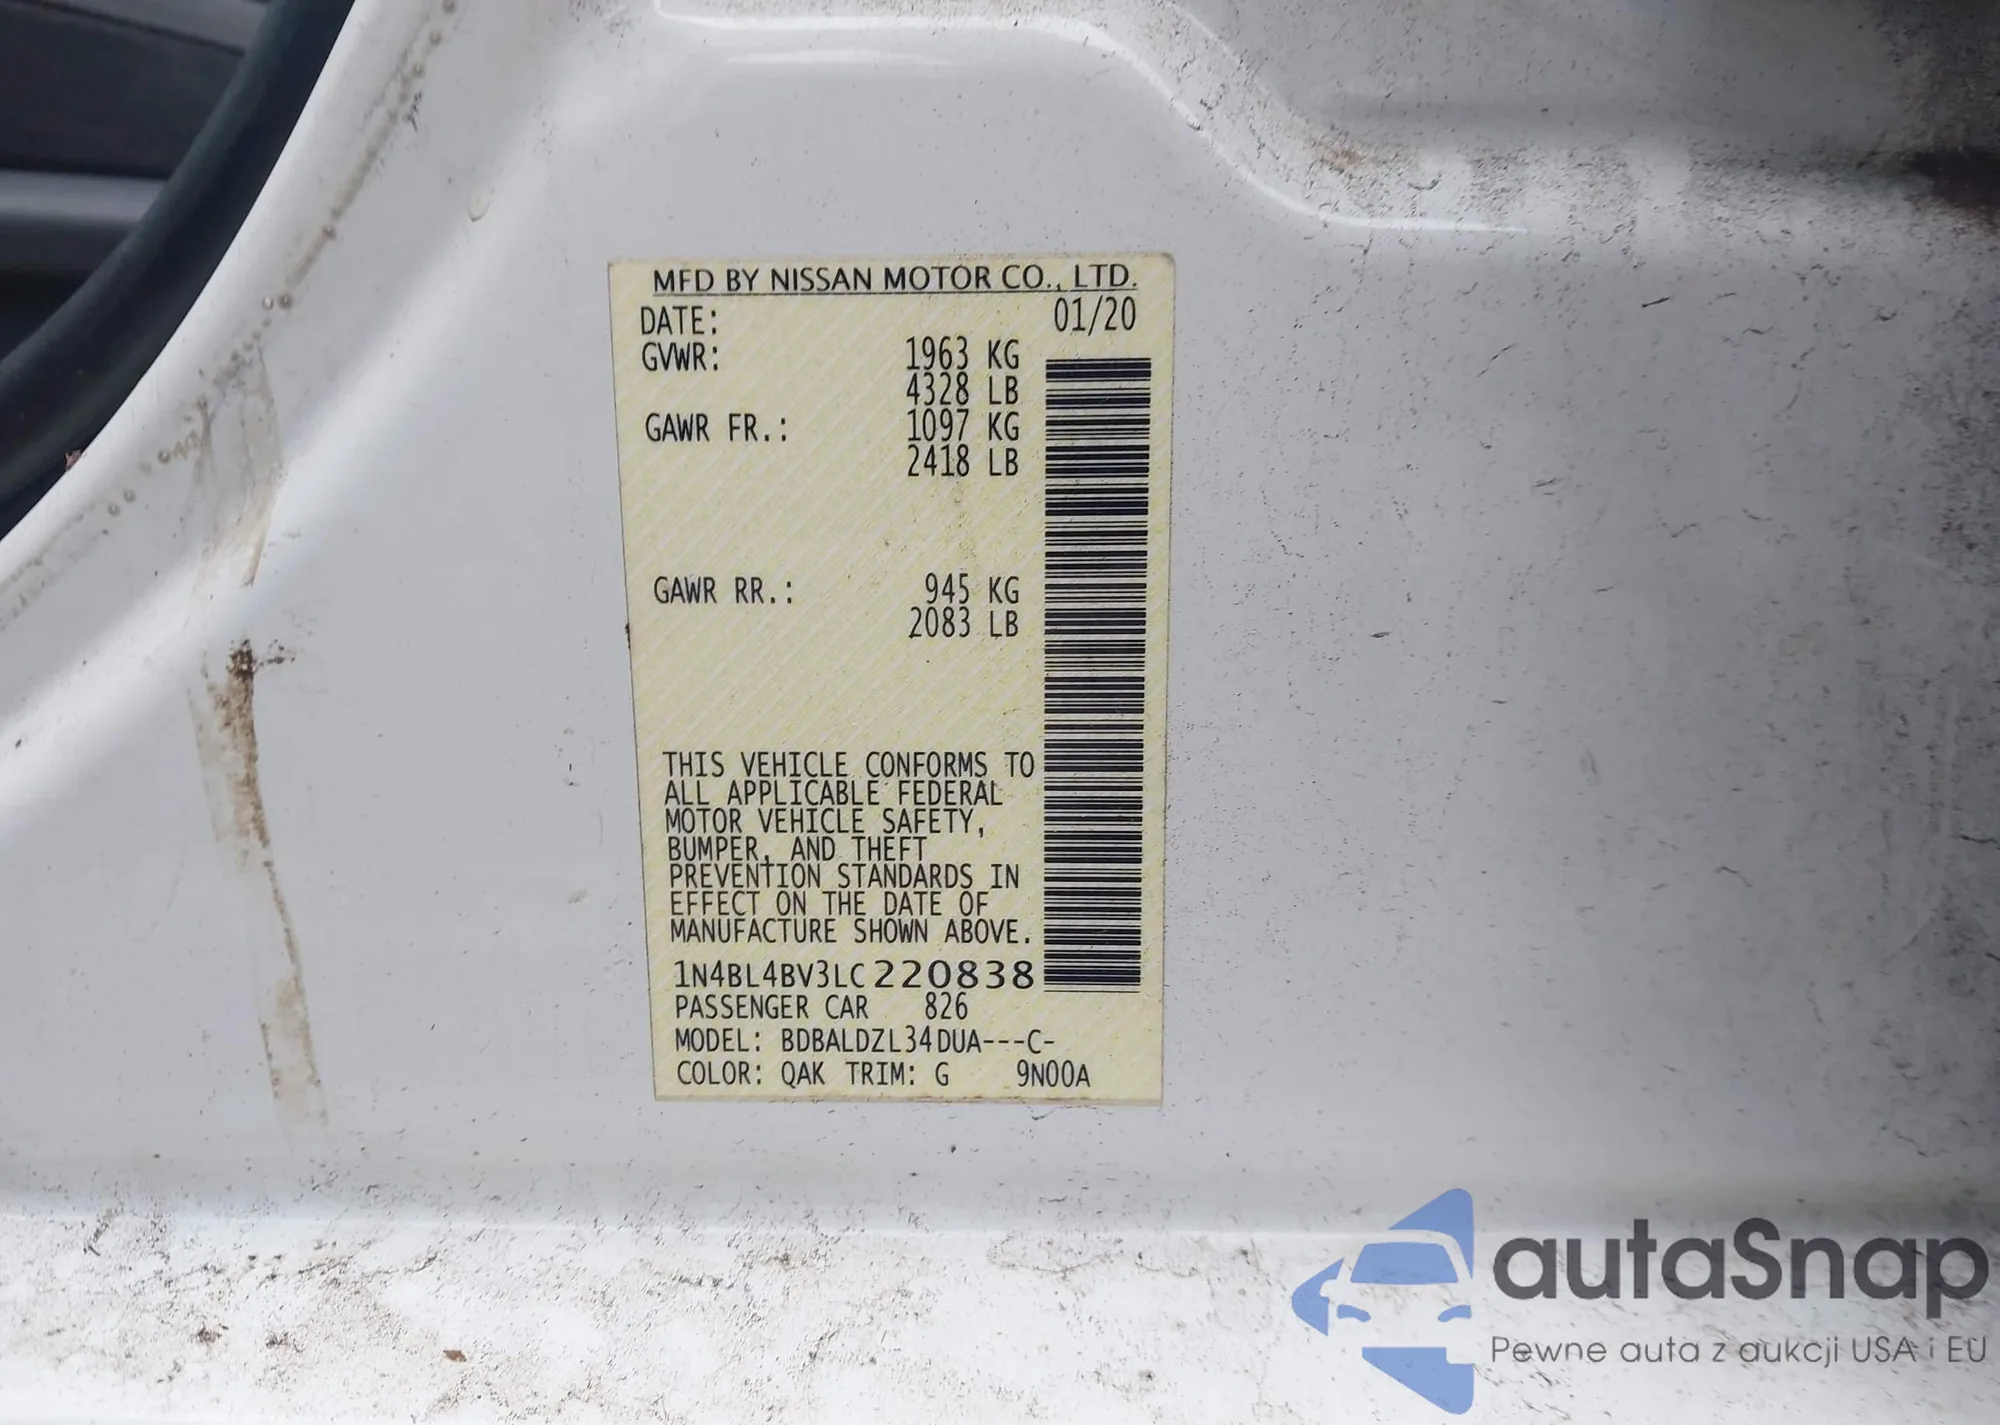 MFD BY NISSAN MOTOR CO., LTD.
DATE: 01/20
GVWR: 1963 KG
4328 LB
GAWR FR.: 1097 KG
2418 LB
GAWR RR.: 945 KG
2083 LB
THIS VEHICLE CONFORMS TO
ALL APPLICABLE FEDERAL
MOTOR VEHICLE SAFETY,
BUMPER, AND THEFT
PREVENTION STANDARDS IN
EFFECT ON THE DATE OF
MANUFACTURE SHOWN ABOVE.
1N4BL4BV3LC220838
PASSENGER CAR 826
MODEL: BDBALDZL34DUA---C-
COLOR: QAK TRIM: G 9N00A
autaSnap
Pewne auta z aukcji USA i EU